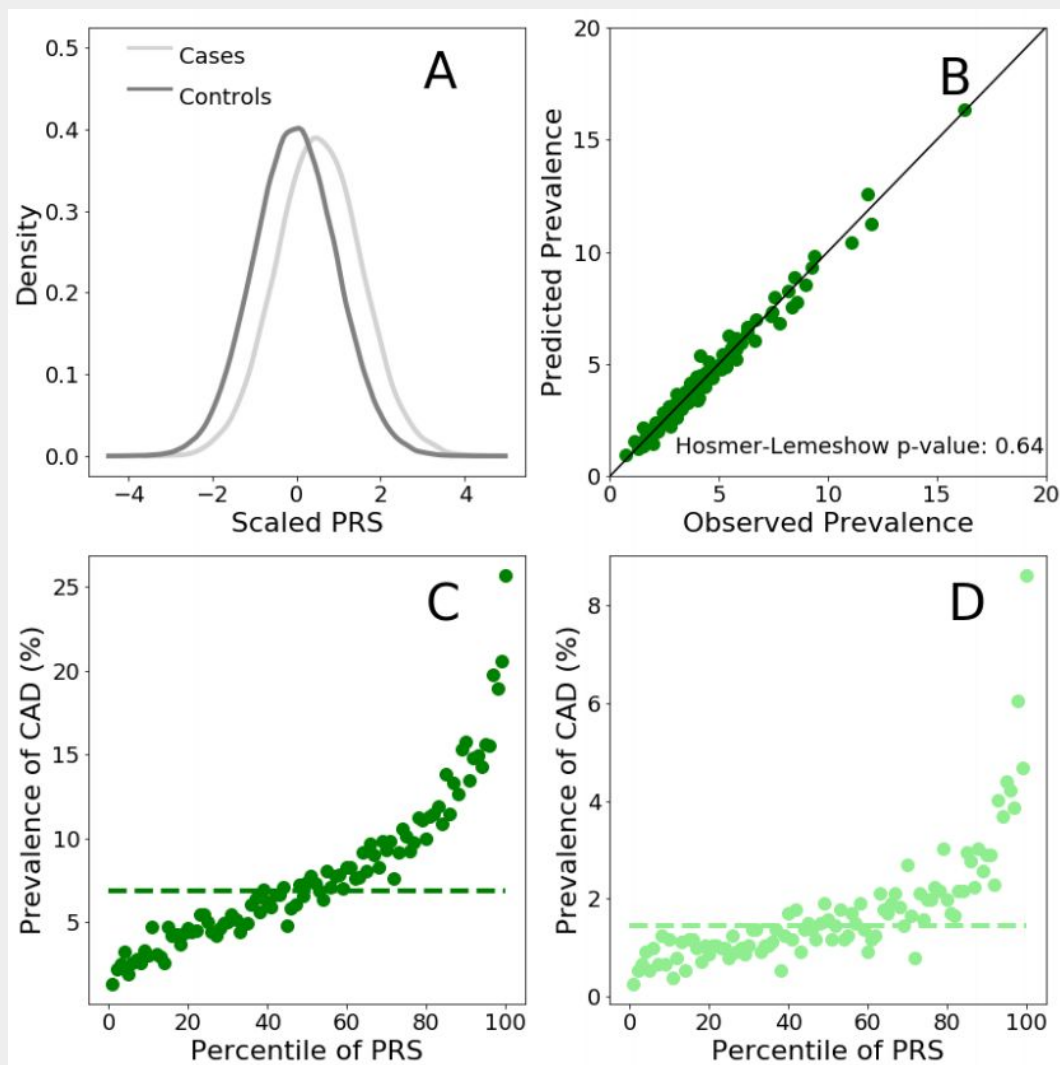 A
Cases
Controls
0.5
0.4
0.3
0.2
0.1
0.0
Density
−4
−2
0
2
4
Scaled PRS
B
20
15
10
5
0
Predicted Prevalence
Hosmer-Lemeshow p-value: 0.64
0
5
10
15
20
Observed Prevalence
C
25
20
15
10
5
Prevalence of CAD (%)
0
20
40
60
80
100
Percentile of PRS
D
8
6
4
2
0
Prevalence of CAD (%)
0
20
40
60
80
100
Percentile of PRS